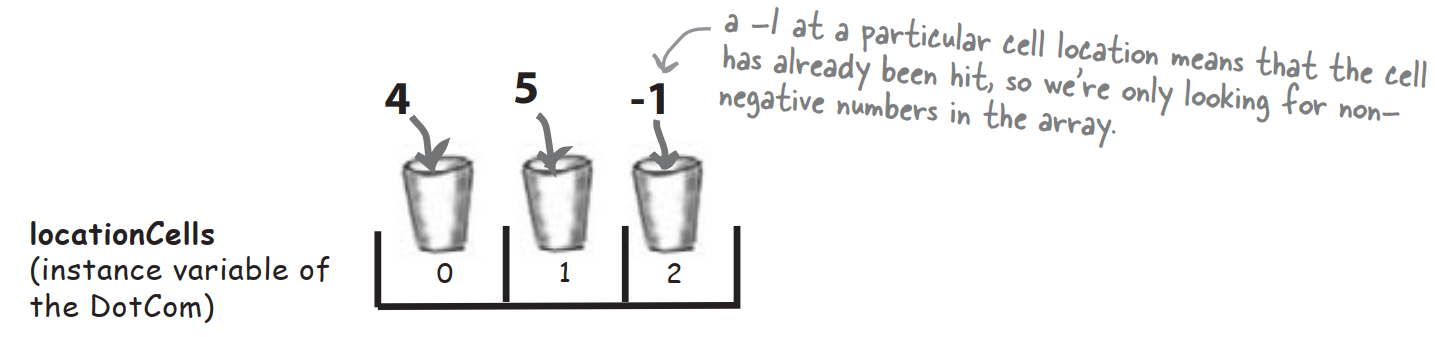 a –1 at a particular cell location means that the cell
has already been hit, so we're only looking for non–
negative numbers in the array.
4 5 -1
locationCells
(instance variable of
the DotCom)
0 1 2